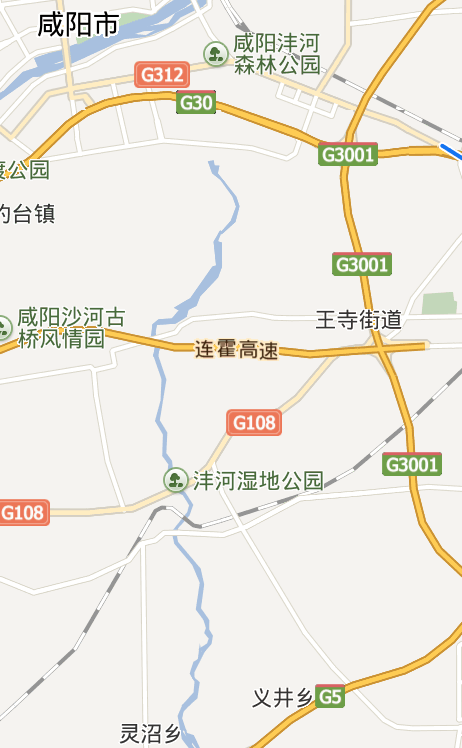 咸阳市
咸阳沣河
森林公园
G312
G30
G3001
公园
钓台镇
G3001
咸阳沙河古
桥风情园
王寺街道
连霍高速
G108
G3001
沣河湿地公园
G108
义井乡
G5
灵沼乡